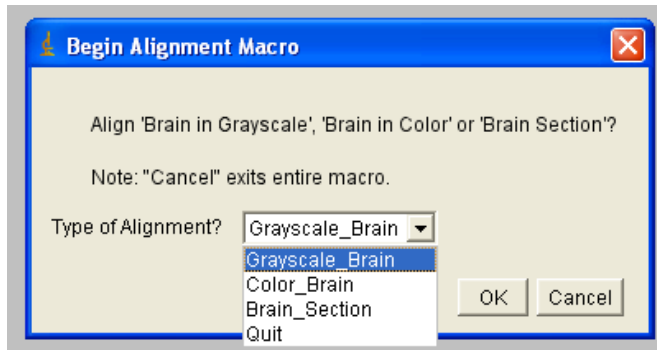 Begin Alignment Macro
Align 'Brain in Grayscale', 'Brain in Color' or 'Brain Section'?
Note: "Cancel" exits entire macro.
Type of Alignment? Grayscale_Brain
Grayscale_Brain
Color_Brain
Brain_Section
Quit
OK Cancel